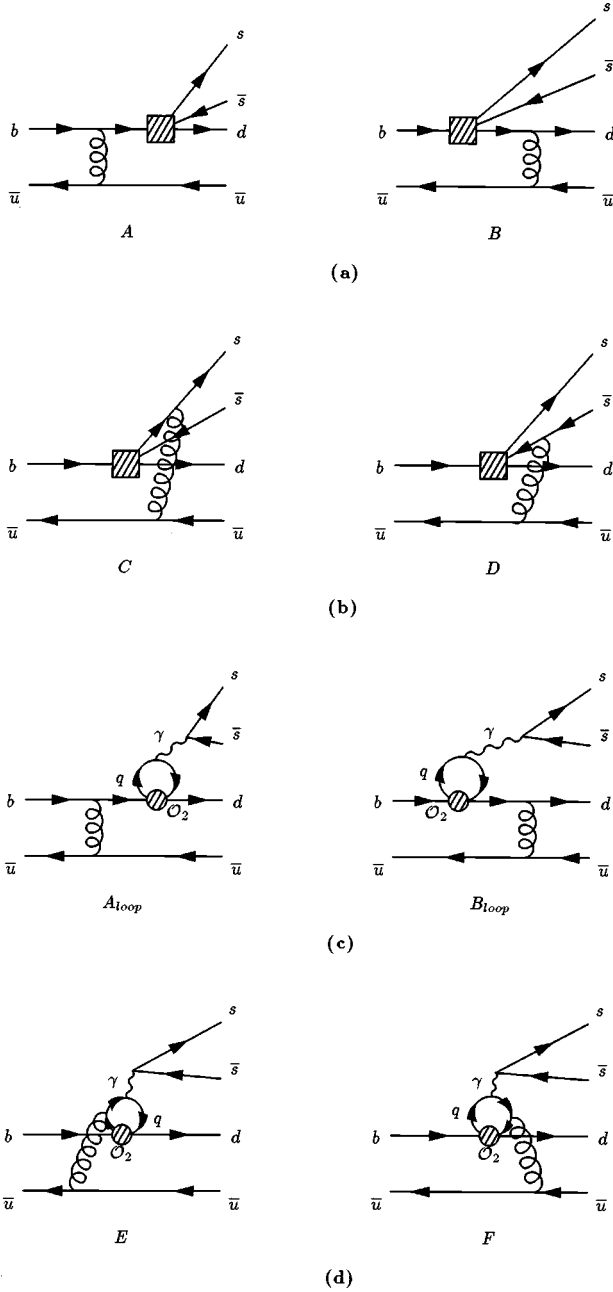 s
s̅
b
d
u̅
u̅
A
s
s̅
b
d
u̅
u̅
B
(a)
s
s̅
b
d
u̅
u̅
C
s
s̅
b
d
u̅
u̅
D
(b)
s
γ
s̅
q
b
d
O₂
u̅
u̅
A_loop
s
γ
s̅
q
b
d
O₂
u̅
u̅
B_loop
(c)
s
s̅
γ
q
b
d
O₂
u̅
u̅
E
s
s̅
γ
q
b
d
O₂
u̅
u̅
F
(d)